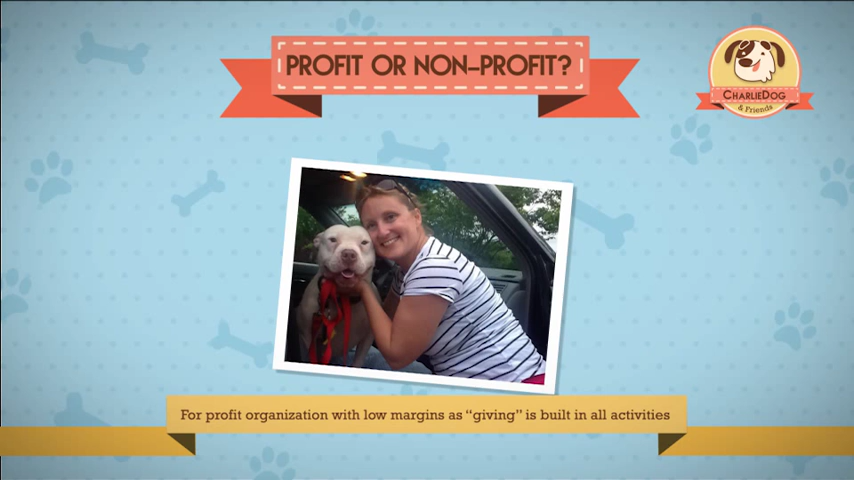 PROFIT OR NON-PROFIT?
CHARLIEDOG
& Friends
For profit organization with low margins as “giving” is built in all activities